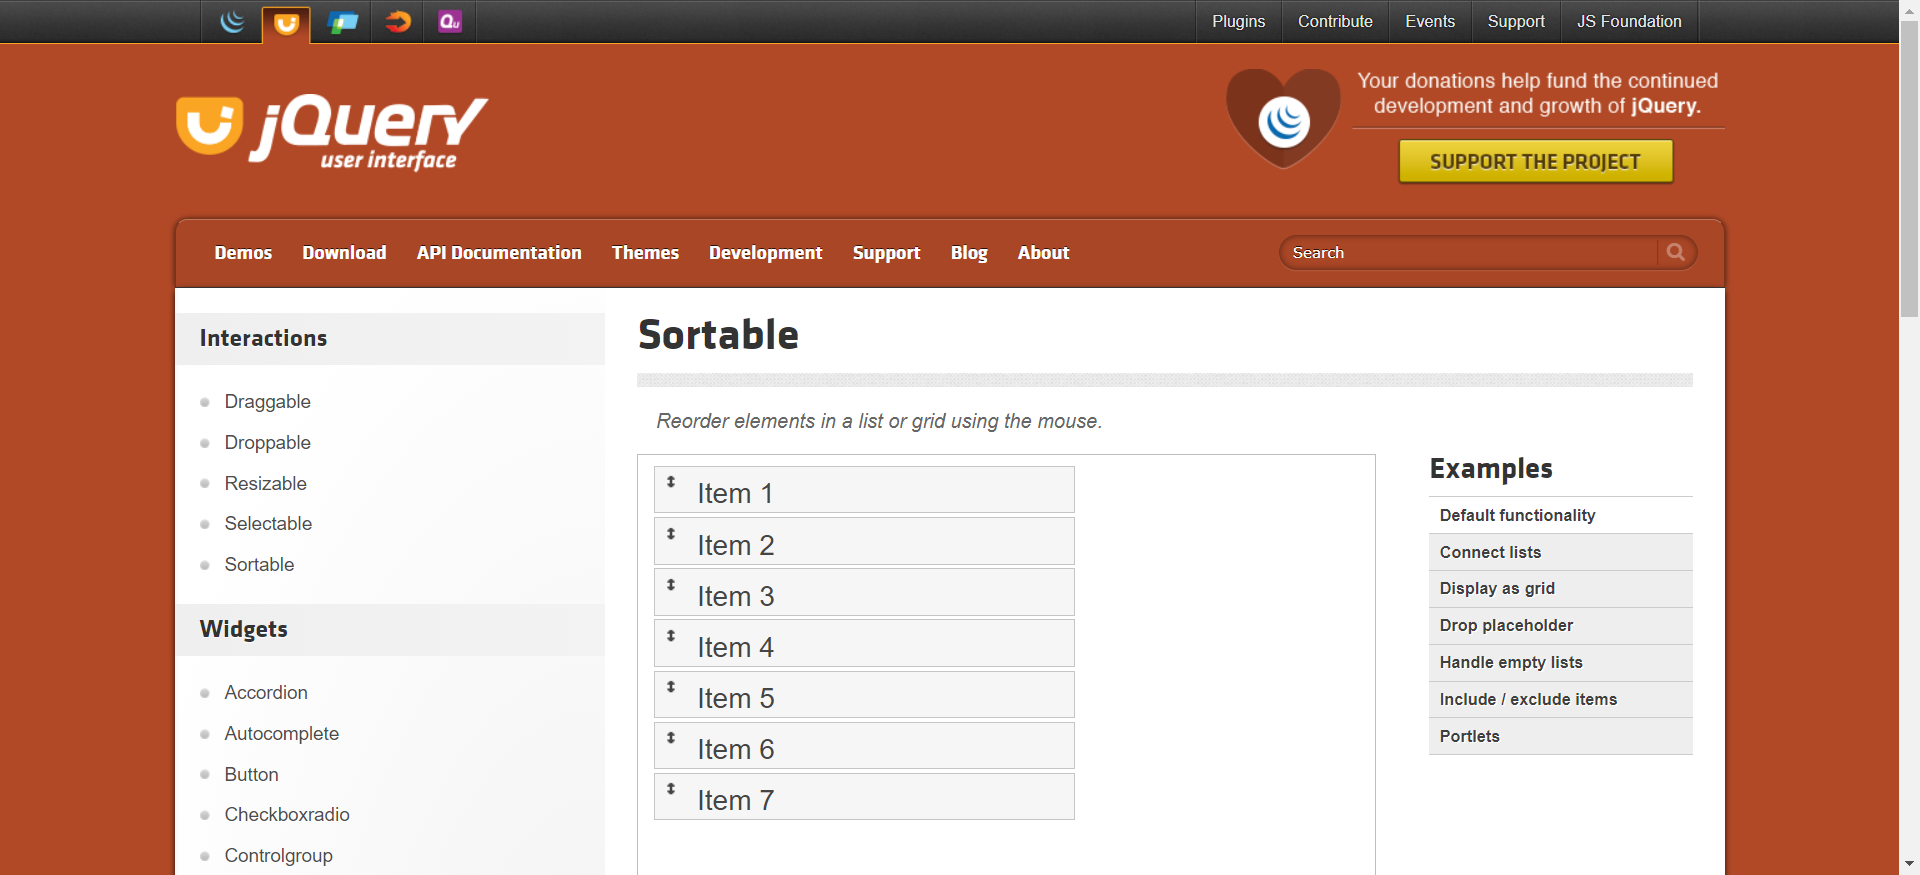 Qu
Plugins Contribute Events Support JS Foundation
jQuery
user interface
Your donations help fund the continued
development and growth of jQuery.
SUPPORT THE PROJECT
Demos Download API Documentation Themes Development Support Blog About Search
Interactions
Draggable
Droppable
Resizable
Selectable
Sortable
Widgets
Accordion
Autocomplete
Button
Checkboxradio
Controlgroup
Sortable
Reorder elements in a list or grid using the mouse.
Item 1
Item 2
Item 3
Item 4
Item 5
Item 6
Item 7
Examples
Default functionality
Connect lists
Display as grid
Drop placeholder
Handle empty lists
Include / exclude items
Portlets